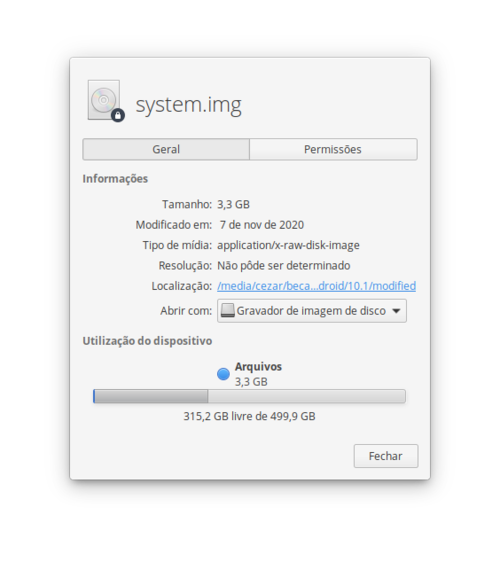 system.img
Geral
Permissões
Informações
Tamanho: 3,3 GB
Modificado em: 7 de nov de 2020
Tipo de mídia: application/x-raw-disk-image
Resolução: Não pôde ser determinado
Localização: /media/cezar/beca...droid/10.1/modified
Abrir com: Gravador de imagem de disco
Utilização do dispositivo
Arquivos
3,3 GB
315,2 GB livre de 499,9 GB
Fechar